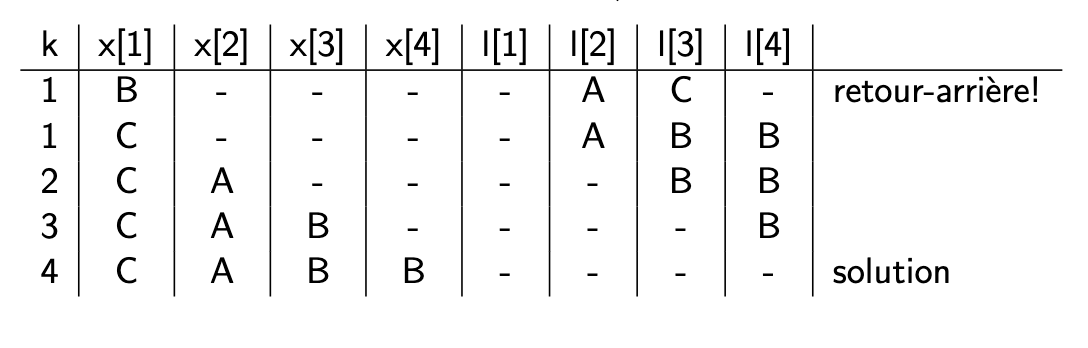 k x[1] x[2] x[3] x[4] l[1] l[2] l[3] l[4]
1 B - - - - A C - retour-arrière!
1 C - - - - A B B
2 C A - - - - B B
3 C A B - - - - B
4 C A B B - - - - solution